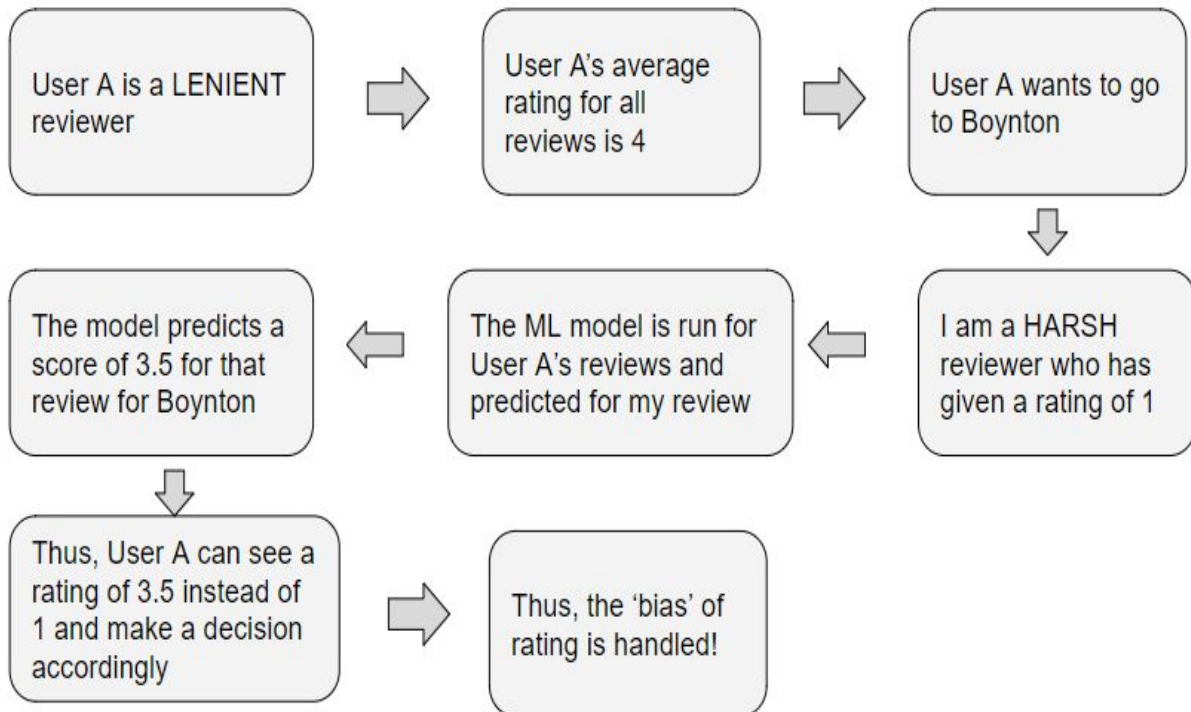 User A is a LENIENT
reviewer
User A's average
rating for all
reviews is 4
User A wants to go
to Boynton
I am a HARSH
reviewer who has
given a rating of 1
The ML model is run for
User A's reviews and
predicted for my review
The model predicts a
score of 3.5 for that
review for Boynton
Thus, User A can see a
rating of 3.5 instead of
1 and make a decision
accordingly
Thus, the ‘bias’ of
rating is handled!